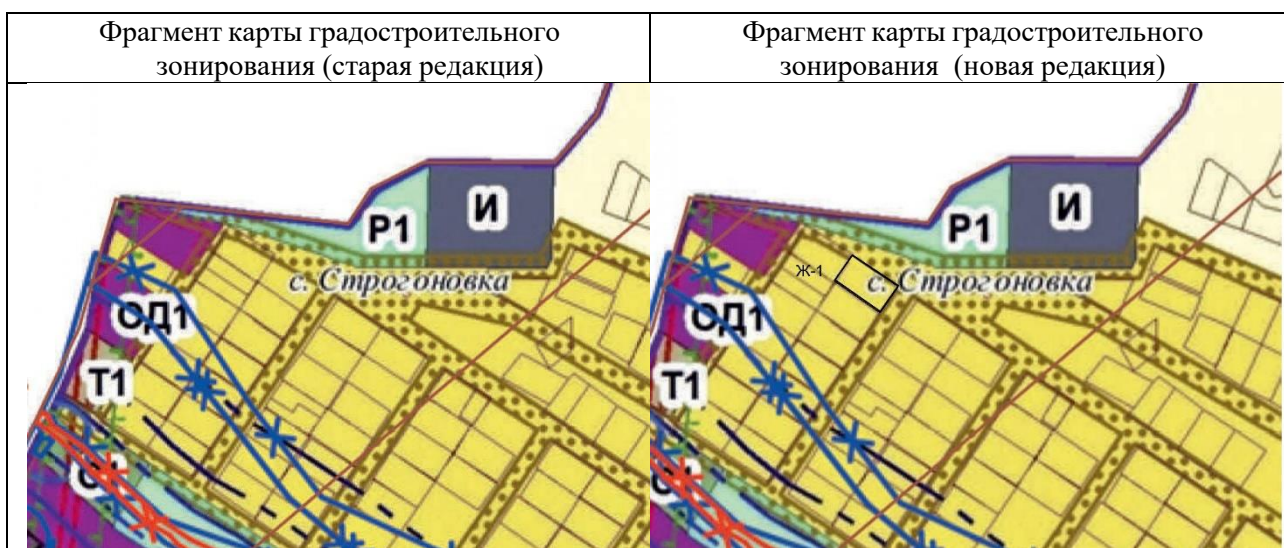 Фрагмент карты градостроительного
зонирования (старая редакция)
Фрагмент карты градостроительного
зонирования (новая редакция)
Р1
И
с. Строгоновка
ОД1
Т1
Р1
И
Ж-1
с. Строгоновка
ОД1
Т1